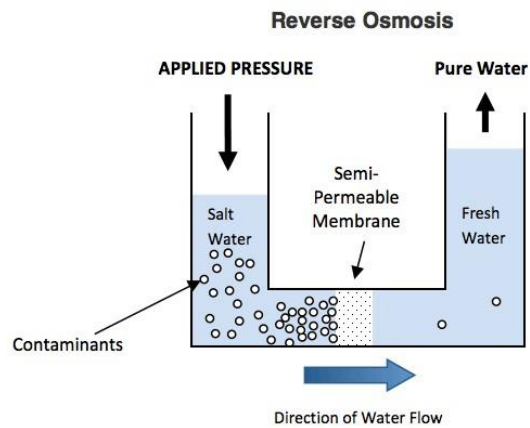 Reverse Osmosis
APPLIED PRESSURE
Pure Water
Semi-
Permeable
Membrane
Salt
Water
Fresh
Water
Contaminants
Direction of Water Flow